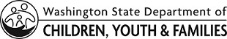 Washington State Department of
CHILDREN, YOUTH & FAMILIES